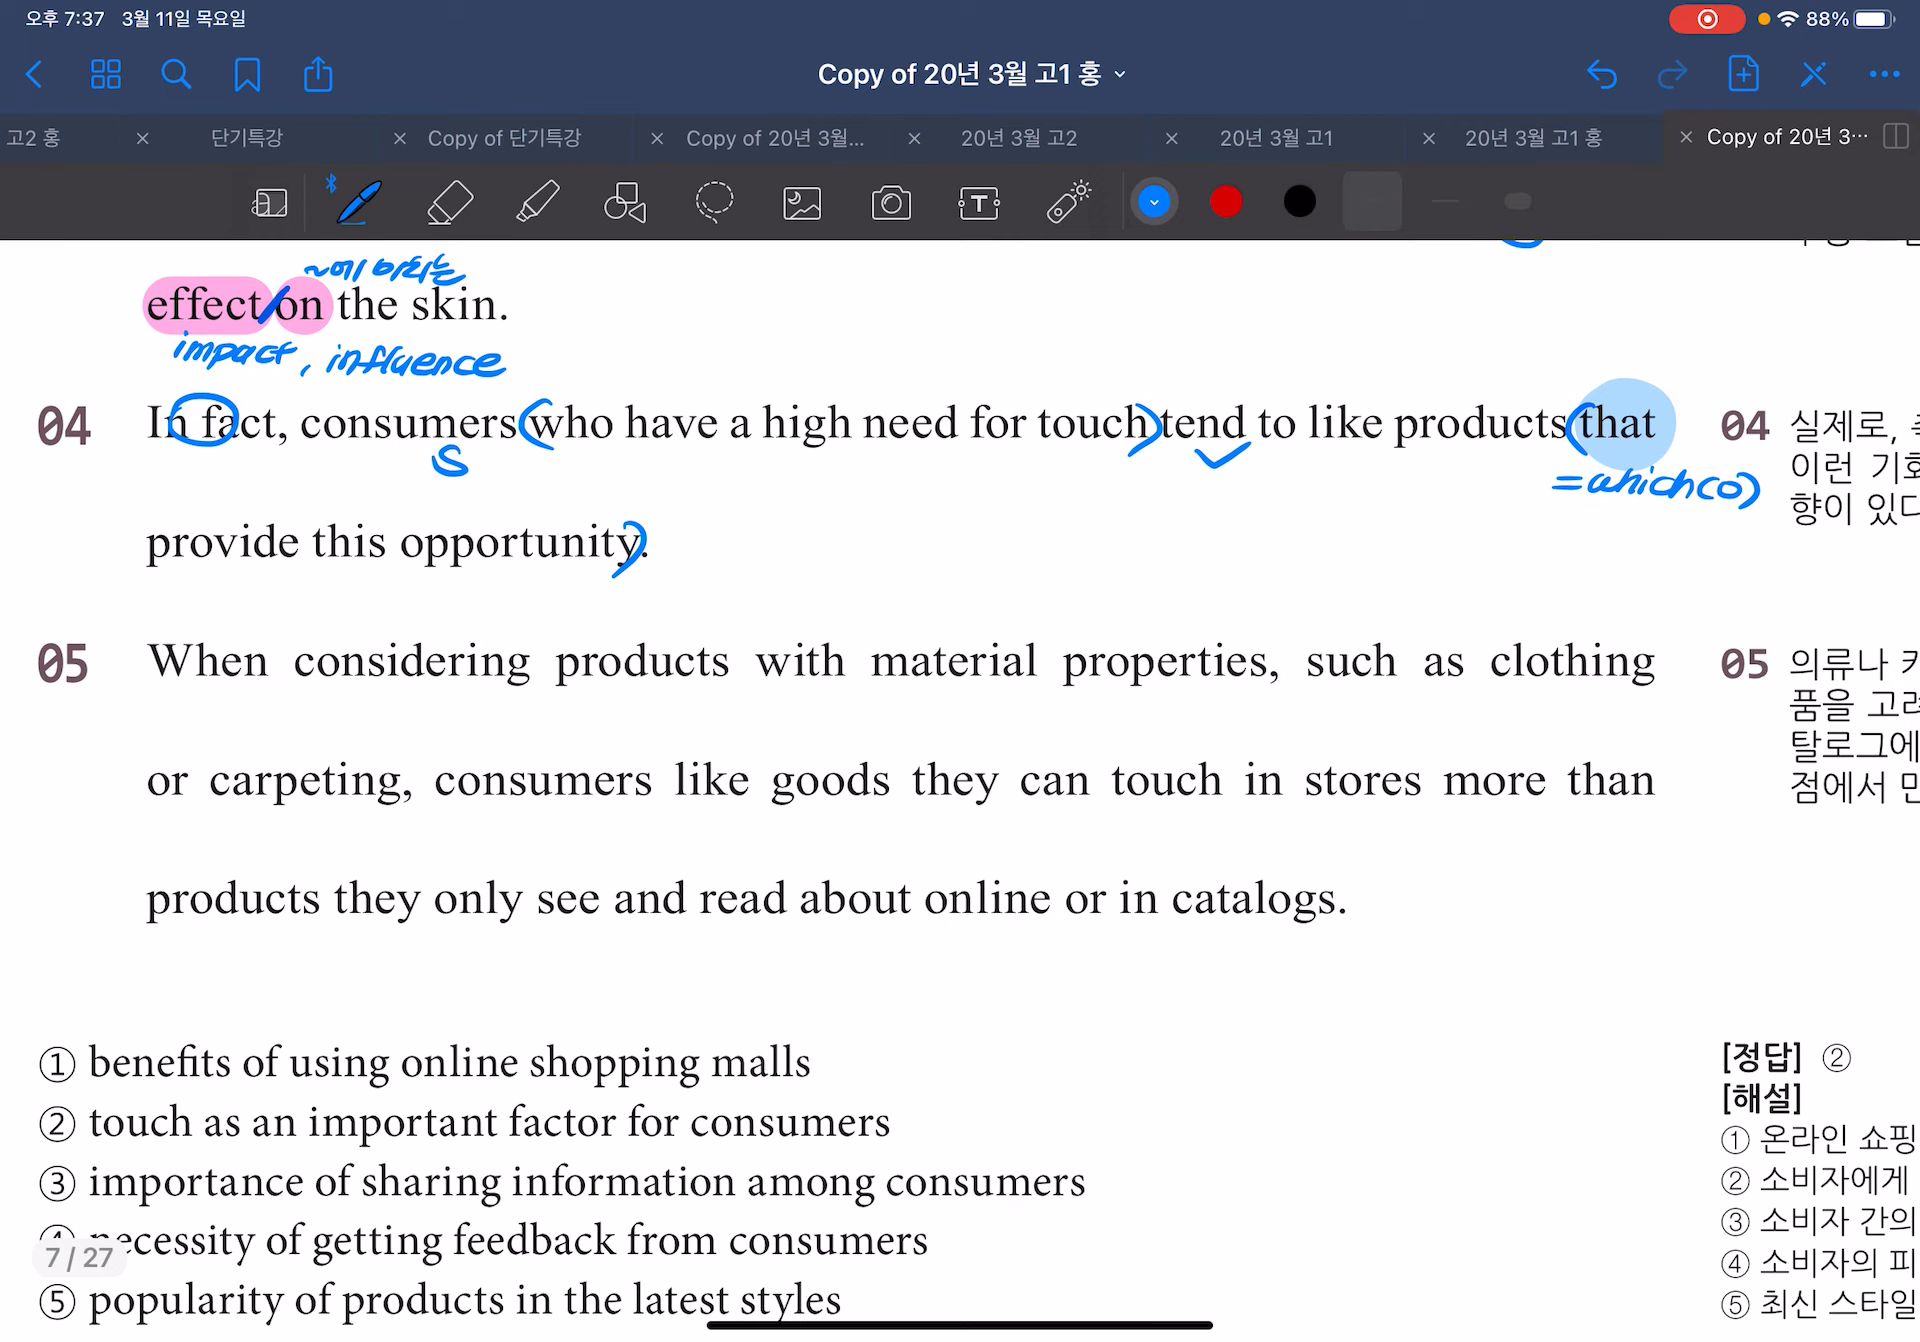 오후 7:37 3월 11일 목요일
88%
Copy of 20년 3월 고1 홍
고2 홍
단기특강
Copy of 단기특강
Copy of 20년 3월...
20년 3월 고2
20년 3월 고1
20년 3월 고1 홍
Copy of 20년 3...
~에 미치는
effect on the skin.
impact, influence
04 In fact, consumers (who have a high need for touch) tend to like products (that
S
=which(o)
provide this opportunity).
04 실제로,
이런
향이
05 When considering products with material properties, such as clothing
or carpeting, consumers like goods they can touch in stores more than
products they only see and read about online or in catalogs.
05 의류나
품을
탈로그에
점에서
① benefits of using online shopping malls
② touch as an important factor for consumers
③ importance of sharing information among consumers
④ necessity of getting feedback from consumers
7 / 27
⑤ popularity of products in the latest styles
[정답] ②
[해설]
① 온라인 쇼핑
② 소비자에게
③ 소비자 간의
④ 소비자의 피
⑤ 최신 스타일